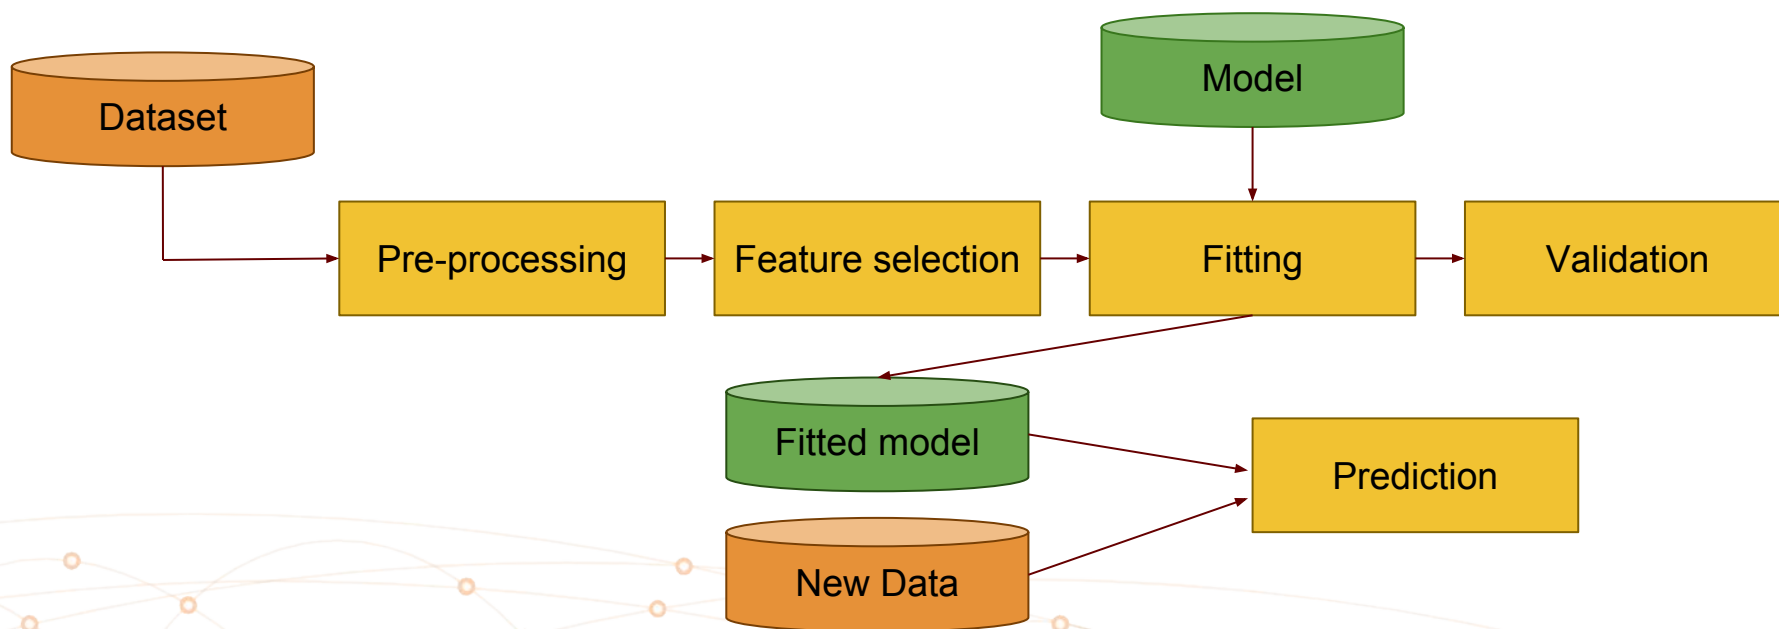 Model
Dataset
Pre-processing
Feature selection
Fitting
Validation
Fitted model
Prediction
New Data